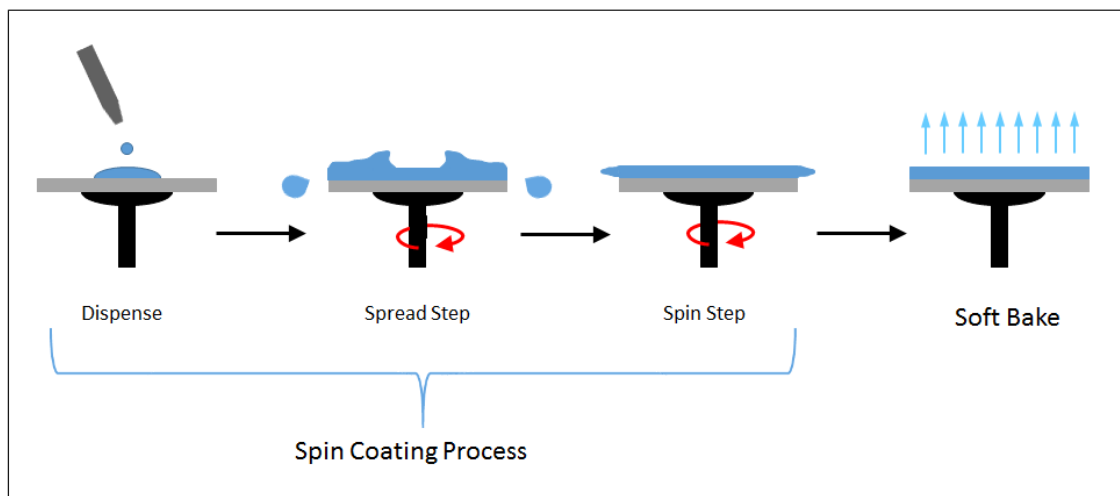 Dispense
Spread Step
Spin Step
Soft Bake
Spin Coating Process